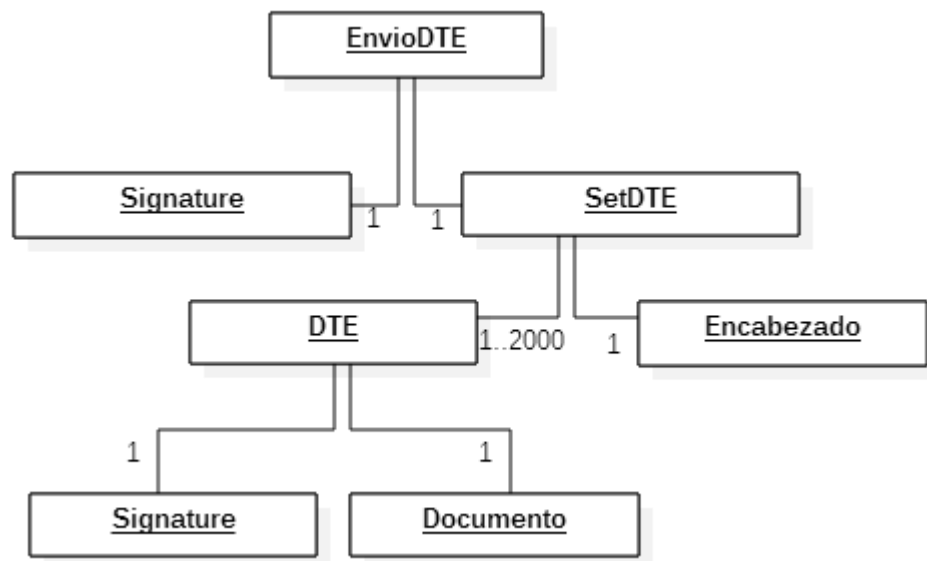 EnvioDTE
Signature
1
1
SetDTE
DTE
1..2000
1
Encabezado
1
1
Signature
Documento